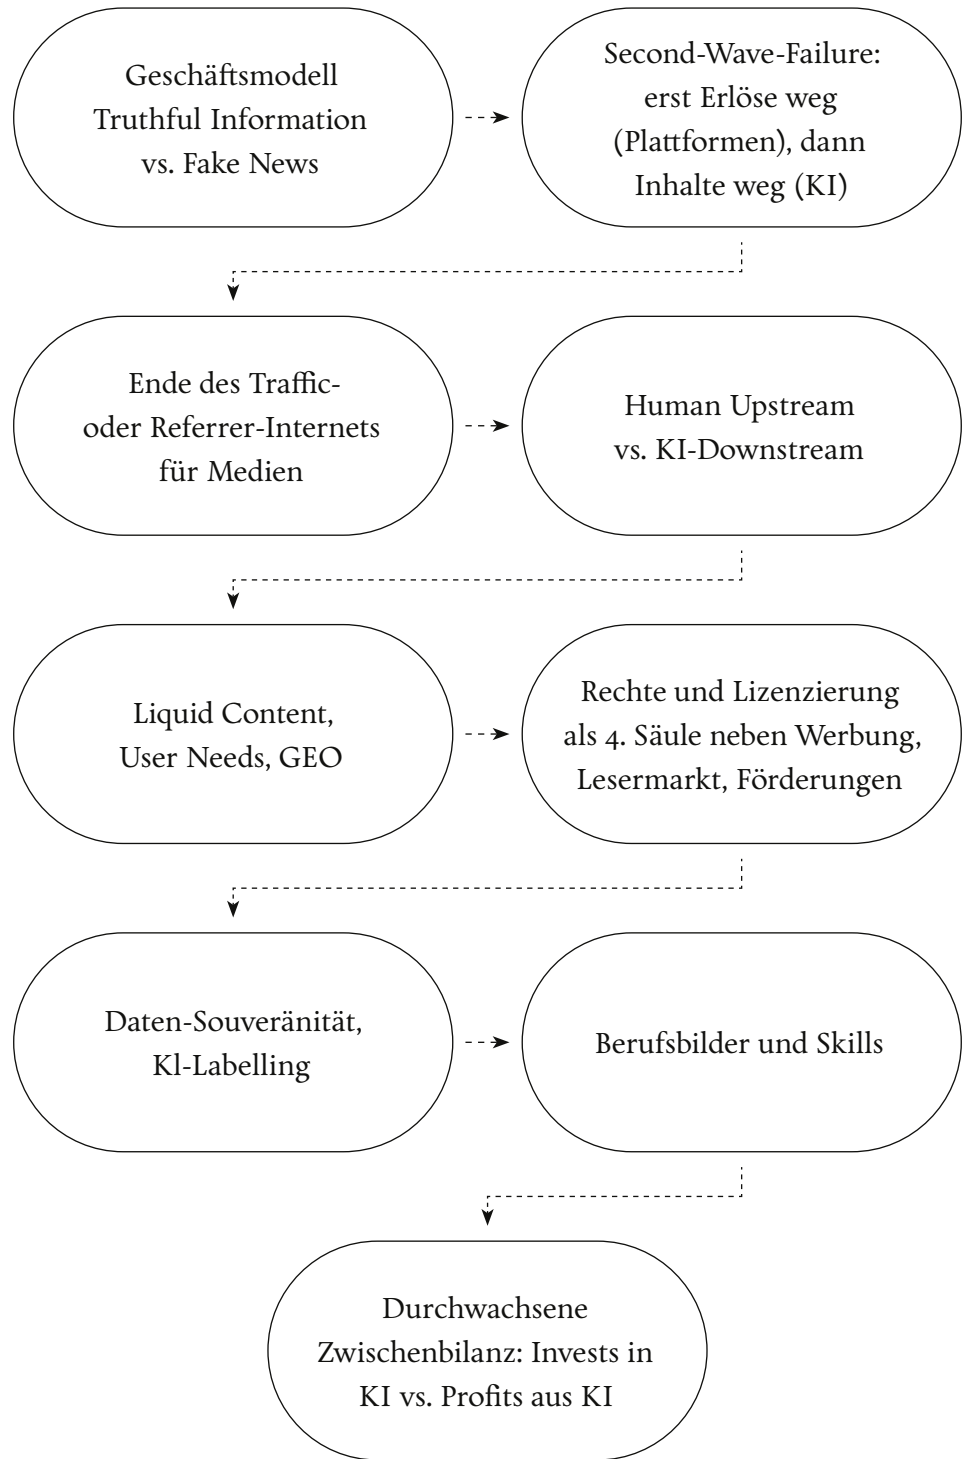 Geschäftsmodell
Truthful Information
vs. Fake News
Second-Wave-Failure:
erst Erlöse weg
(Plattformen), dann
Inhalte weg (KI)
Ende des Traffic-
oder Referrer-Internets
für Medien
Human Upstream
vs. KI-Downstream
Liquid Content,
User Needs, GEO
Rechte und Lizenzierung
als 4. Säule neben Werbung,
Lesermarkt, Förderungen
Daten-Souveränität,
Kl-Labelling
Berufsbilder und Skills
Durchwachsene
Zwischenbilanz: Invests in
KI vs. Profits aus KI